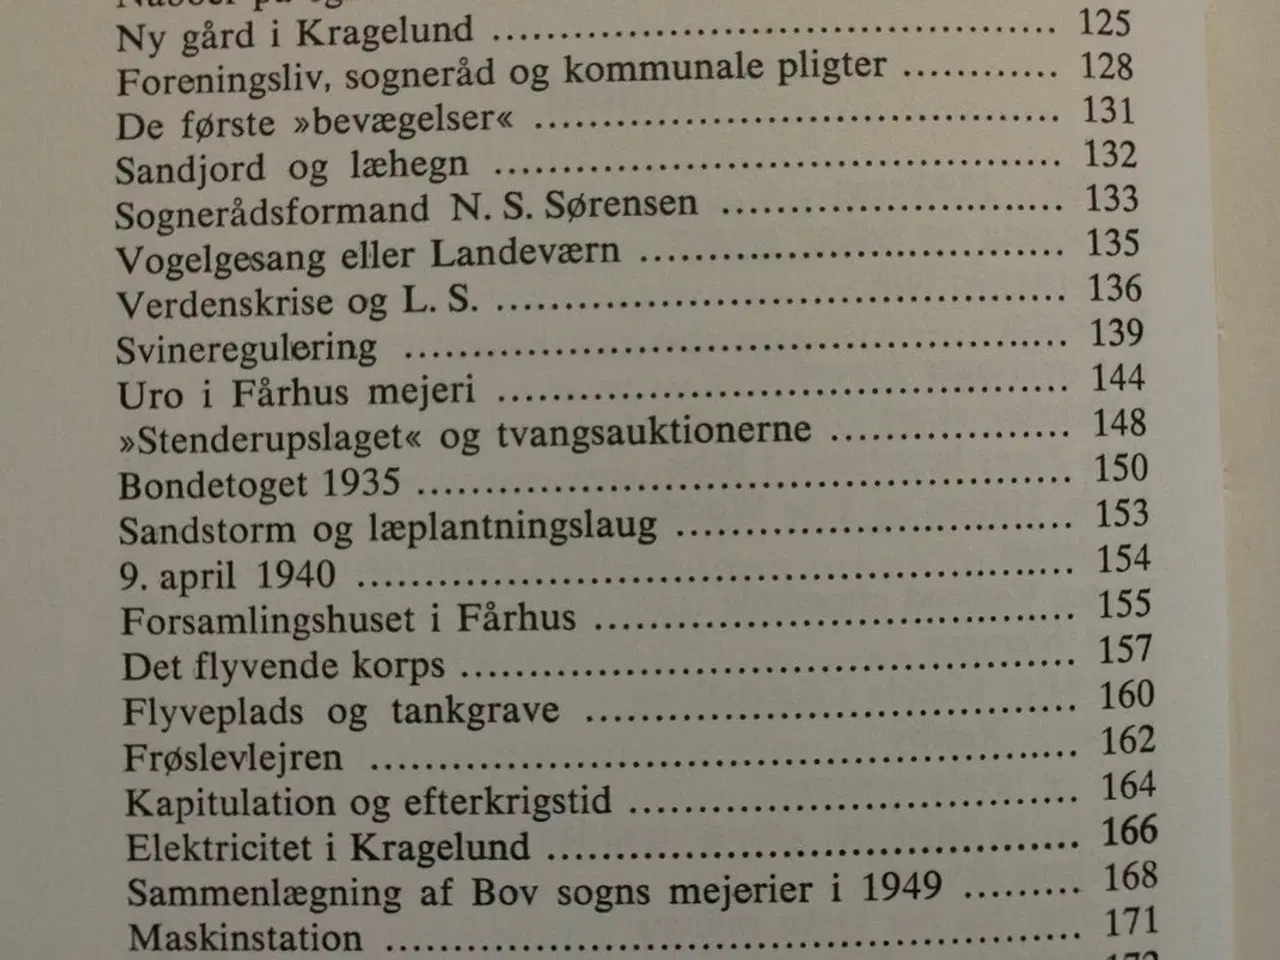 Ny gård i Kragelund ........................................ 125
Foreningsliv, sogneråd og kommunale pligter ............ 128
De første »bevægelser« ........................................ 131
Sandjord og læhegn ........................................ 132
Sognerådsformand N. S. Sørensen ........................... 133
Vogelgesang eller Landeværn ................................ 135
Verdenskrise og L. S. ........................................ 136
Svineregulering ................................................ 139
Uro i Fårhus mejeri ........................................ 144
»Stenderupslaget« og tvangsauktionerne .................. 148
Bondetoget 1935 ................................................ 150
Sandstorm og læplantningslaug ............................. 153
9. april 1940 .................................................... 154
Forsamlingshuset i Fårhus .................................. 155
Det flyvende korps ............................................ 157
Flyveplads og tankgrave .................................... 160
Frøslevlejren .................................................... 162
Kapitulation og efterkrigstid ................................ 164
Elektricitet i Kragelund ...................................... 166
Sammenlægning af Bov sogns mejerier i 1949 ......... 168
Maskinstation .................................................... 171